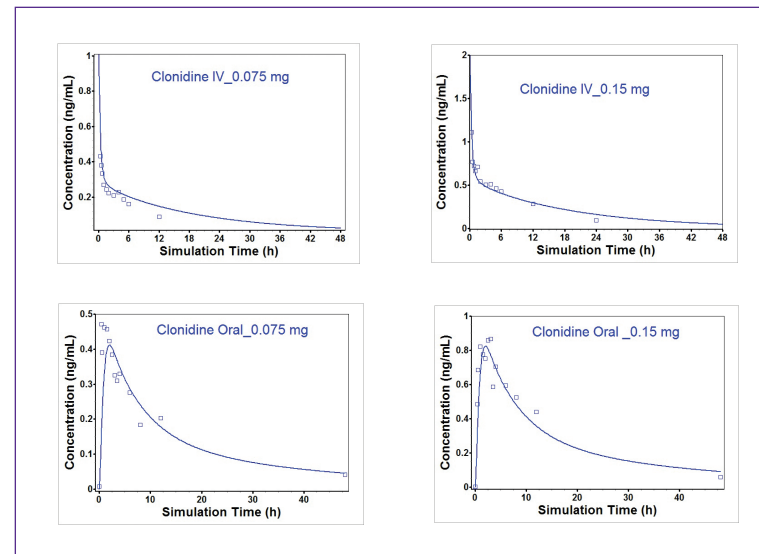 Clonidine IV_0.075 mg
Concentration (ng/mL)
1
0.8
0.6
0.4
0.2
0 6 12 18 24 30 36 42 48
Simulation Time (h)
Clonidine IV_0.15 mg
Concentration (ng/mL)
2
1.5
1
0.5
0
0 6 12 18 24 30 36 42 48
Simulation Time (h)
Clonidine Oral_0.075 mg
Concentration (ng/mL)
0.5
0.4
0.3
0.2
0.1
0
0 10 20 30 40
Simulation Time (h)
Clonidine Oral _0.15 mg
Concentration (ng/mL)
1
0.8
0.6
0.4
0.2
0
0 10 20 30 40
Simulation Time (h)